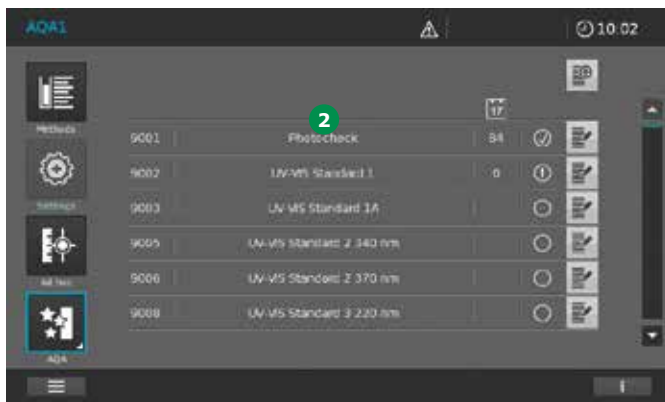 AQA1 10:02
17
Methods
2
9001 Photocheck 84
9002 UV-VIS Standard 1 0
9003 UV-VIS Standard 1A
Settings
9005 UV-VIS Standard 2 340 nm
9006 UV-VIS Standard 2 370 nm
9008 UV-VIS Standard 3 220 nm
AQA
i